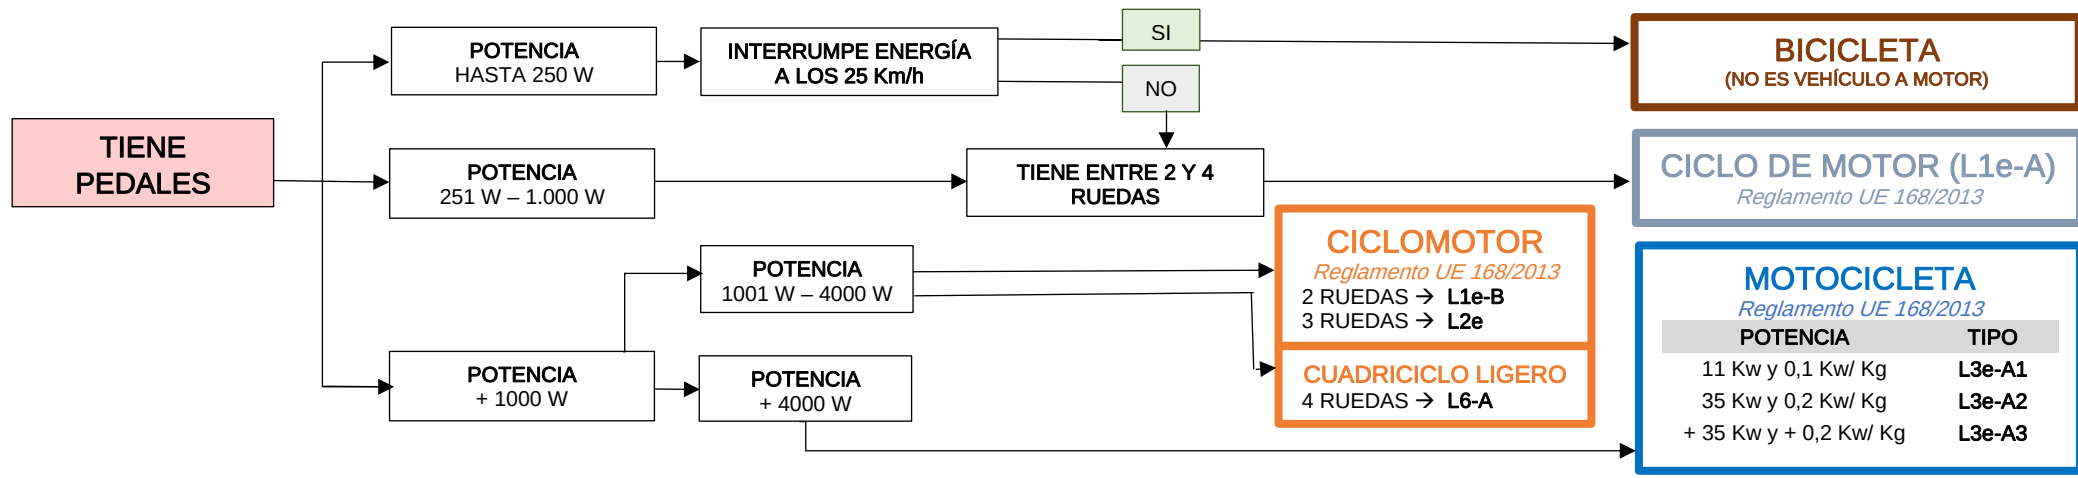 TIENE
PEDALES
POTENCIA
HASTA 250 W
INTERRUMPE ENERGÍA
A LOS 25 Km/h
SI
NO
BICICLETA
(NO ES VEHÍCULO A MOTOR)
POTENCIA
251 W – 1.000 W
TIENE ENTRE 2 Y 4
RUEDAS
CICLO DE MOTOR (L1e-A)
Reglamento UE 168/2013
POTENCIA
+ 1000 W
POTENCIA
1001 W – 4000 W
POTENCIA
+ 4000 W
CICLOMOTOR
Reglamento UE 168/2013
2 RUEDAS → L1e-B
3 RUEDAS → L2e
CUADRICICLO LIGERO
4 RUEDAS → L6-A
MOTOCICLETA
Reglamento UE 168/2013
POTENCIA TIPO
11 Kw y 0,1 Kw/ Kg L3e-A1
35 Kw y 0,2 Kw/ Kg L3e-A2
+ 35 Kw y + 0,2 Kw/ Kg L3e-A3